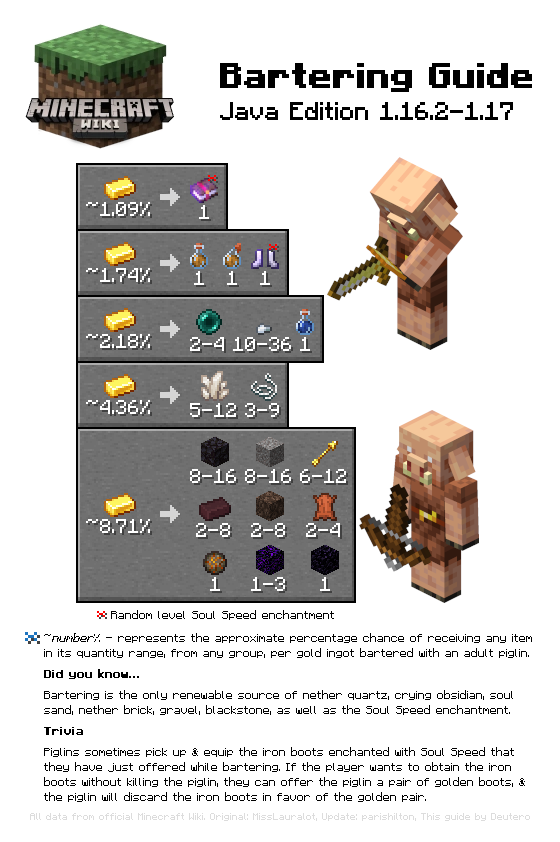 MINECRAFT
WIKI
Bartering Guide
Java Edition 1.16.2-1.17
~1.09%
1
~1.74%
1 1 1
~2.18%
2-4 10-36 1
~4.36%
5-12 3-9
8-16 8-16 6-12
~8.71%
2-8 2-8 2-4
1 1-3 1
Random level Soul Speed enchantment
~number% - represents the approximate percentage chance of receiving any item
in its quantity range, from any group, per gold ingot bartered with an adult piglin.
Did you know...
Bartering is the only renewable source of nether quartz, crying obsidian, soul
sand, nether brick, gravel, blackstone, as well as the Soul Speed enchantment.
Trivia
Piglins sometimes pick up & equip the iron boots enchanted with Soul Speed that
they have just offered while bartering. If the player wants to obtain the iron
boots without killing the piglin, they can offer the piglin a pair of golden boots, &
the piglin will discard the iron boots in favor of the golden pair.
All data from official Minecraft Wiki. Original: MissLauralot, Update: parishilton, This guide by Deutero